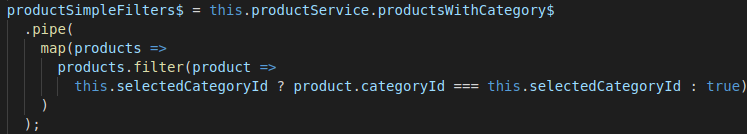 productSimpleFilters$ = this.productService.productsWithCategory$
.pipe(
map(products =>
products.filter(product =>
this.selectedCategoryId ? product.categoryId === this.selectedCategoryId : true)
)
);